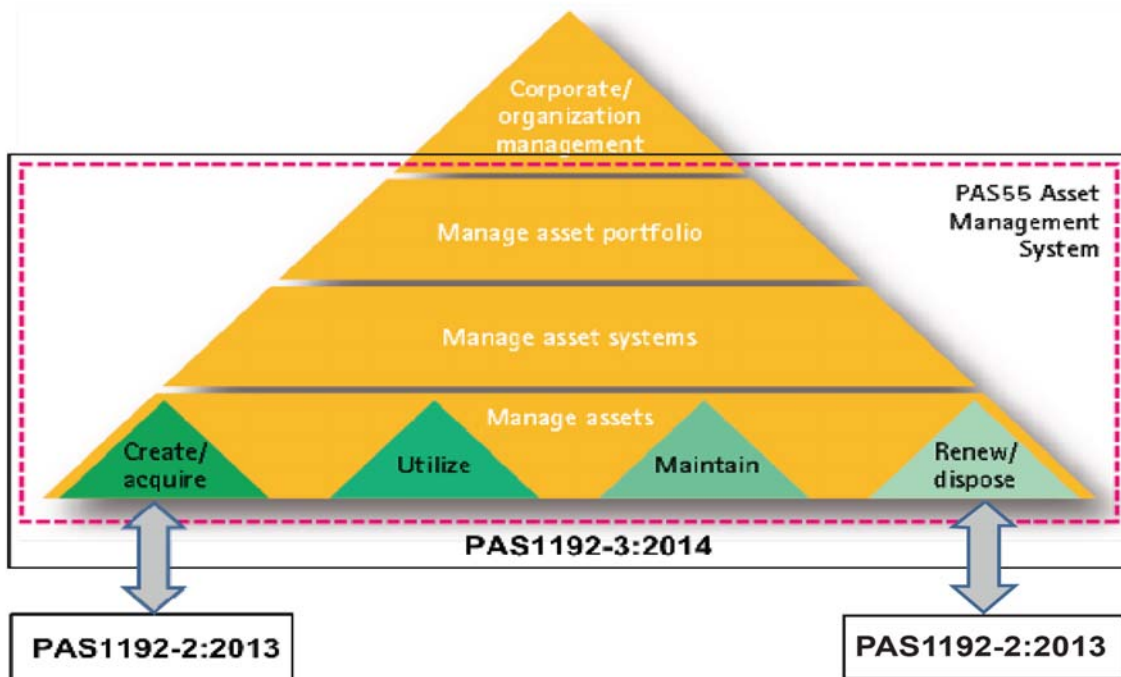 Corporate/
organization
management
PAS55 Asset
Management
System
Manage asset portfolio
Manage asset systems
Manage assets
Create/
acquire
Utilize
Maintain
Renew/
dispose
PAS1192-3:2014
PAS1192-2:2013
PAS1192-2:2013